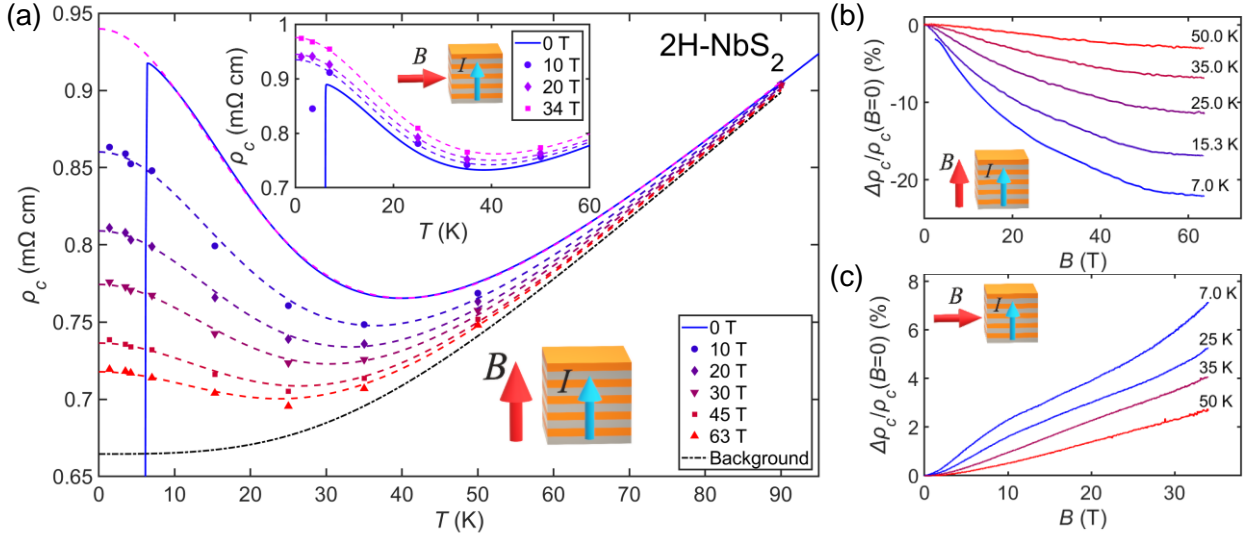 (a)
0.95
0.9
0.85
0.8
0.75
0.7
0.65
ρc (mΩ cm)
0 10 20 30 40 50 60 70 80 90
T (K)
2H-NbS2
1
0.9
0.8
0.7
ρc (mΩ cm)
0 20 40 60
T (K)
B
I
0 T
10 T
20 T
34 T
B
I
0 T
10 T
20 T
30 T
45 T
63 T
Background
(b)
0
-10
-20
Δρc/ρc(B=0) (%)
50.0 K
35.0 K
25.0 K
15.3 K
7.0 K
B
I
0 20 40 60
B (T)
(c)
8
6
4
2
0
Δρc/ρc(B=0) (%)
B
I
7.0 K
25 K
35 K
50 K
0 10 20 30
B (T)